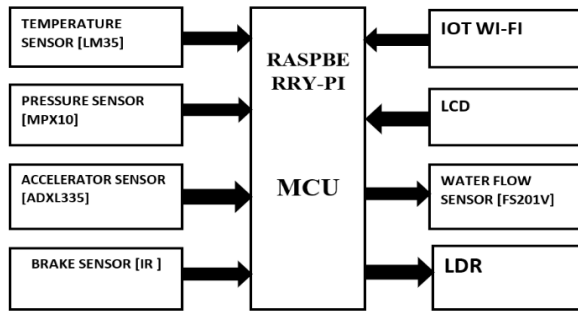 TEMPERATURE
SENSOR [LM35]
PRESSURE SENSOR
[MPX10]
ACCELERATOR SENSOR
[ADXL335]
BRAKE SENSOR [IR ]
RASPBE
RRY-PI
MCU
IOT WI-FI
LCD
WATER FLOW
SENSOR [FS201V]
LDR